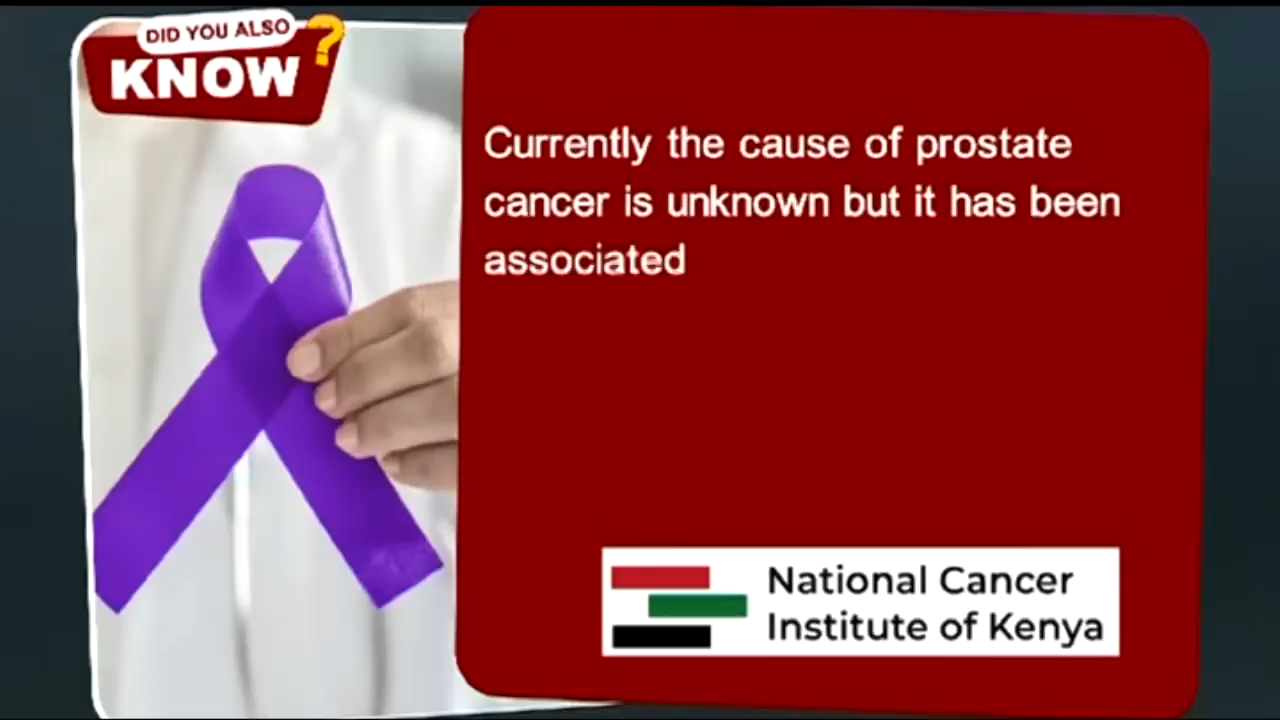 DID YOU ALSO
KNOW ?
Currently the cause of prostate
cancer is unknown but it has been
associated
National Cancer
Institute of Kenya